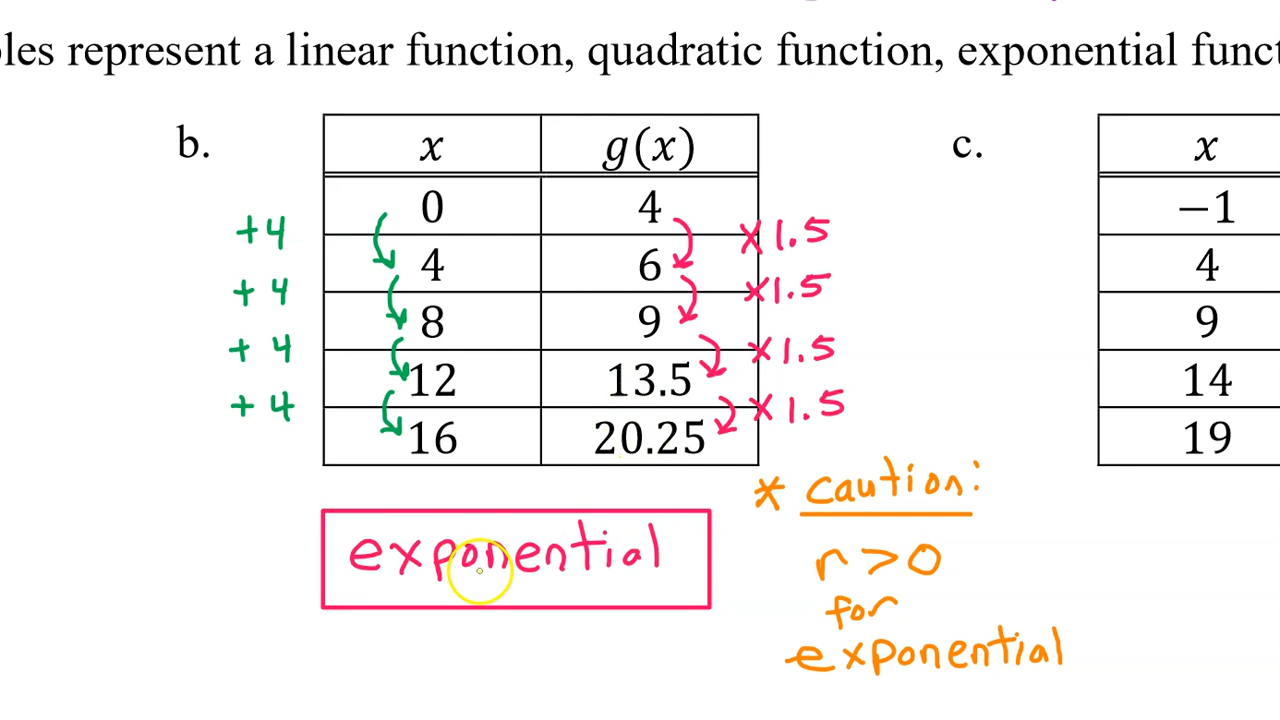 les represent a linear function, quadratic function, exponential funct
b.
x g(x)
0 4
4 6
8 9
12 13.5
16 20.25
+4
+4
+4
+4
×1.5
×1.5
×1.5
×1.5
exponential
* caution:
r>0
for
exponential
c.
x
−1
4
9
14
19